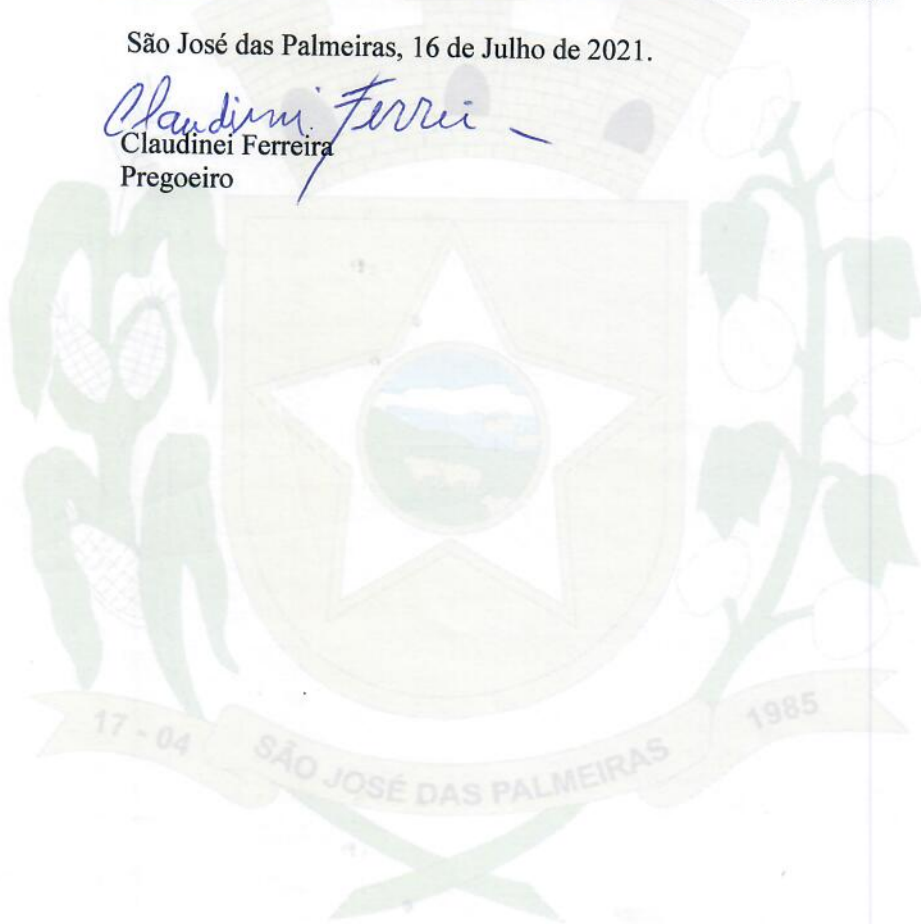 São José das Palmeiras, 16 de Julho de 2021.
Claudinei Ferrei
Claudinei Ferreira
Pregoeiro
17 - 04
SÃO JOSÉ DAS PALMEIRAS
1985